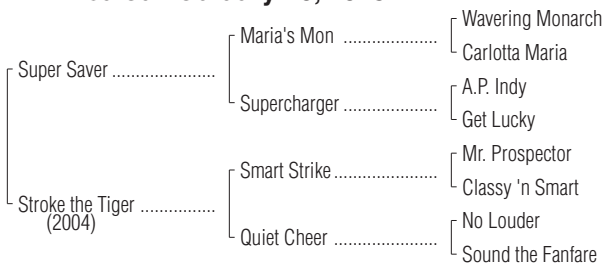 Wavering Monarch
Maria's Mon ..................
Carlotta Maria
Super Saver ....................
A.P. Indy
Supercharger ..................
Get Lucky
Mr. Prospector
Smart Strike ....................
Classy 'n Smart
Stroke the Tiger ..............
(2004)
No Louder
Quiet Cheer ....................
Sound the Fanfare